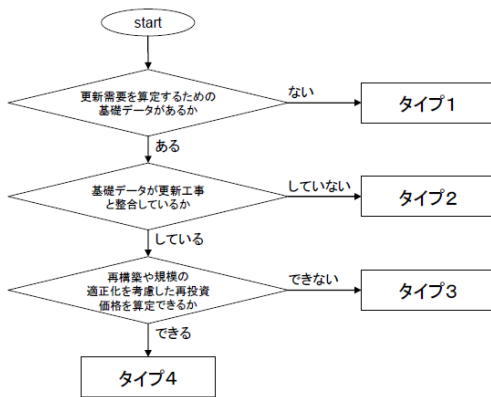 start
更新需要を算定するための
基礎データがあるか
ない
タイプ1
ある
基礎データが更新工事
と整合しているか
していない
タイプ2
している
再構築や規模の
適正化を考慮した再投資
価格を算定できるか
できない
タイプ3
できる
タイプ4